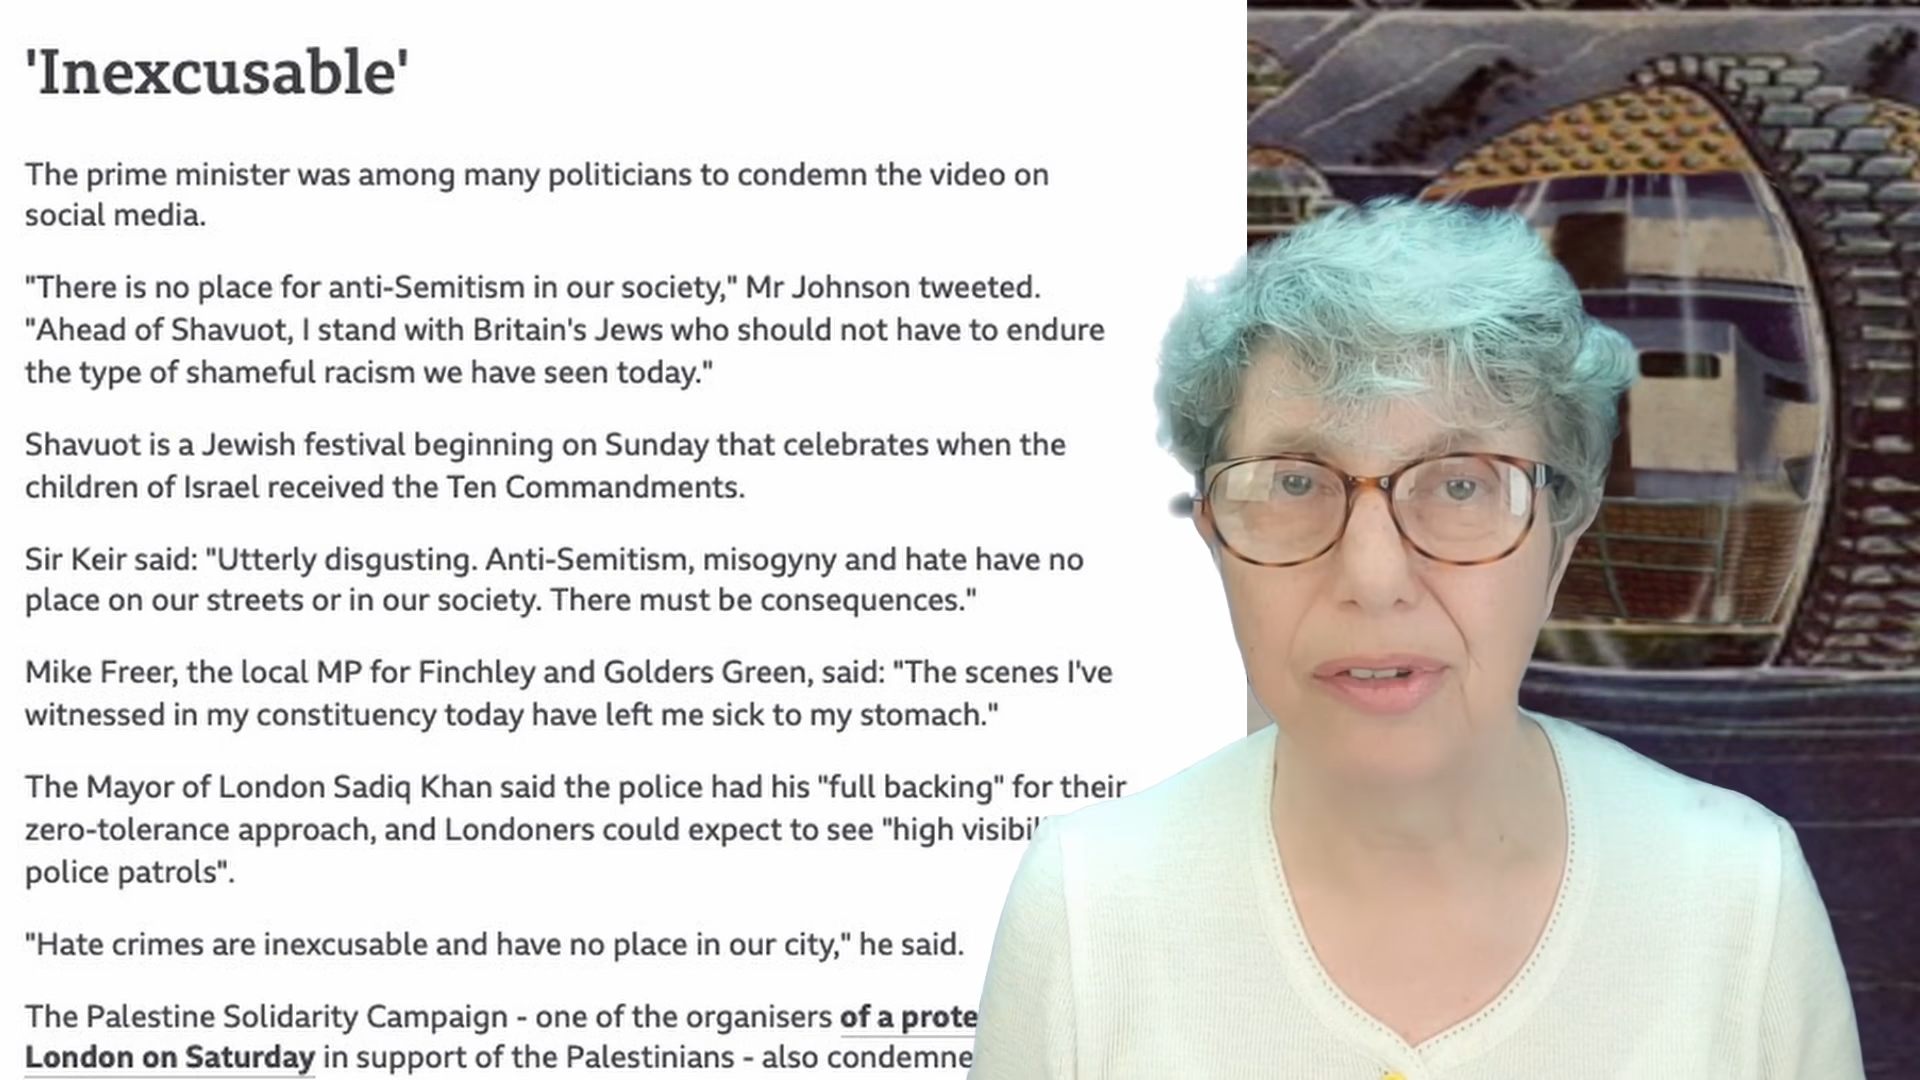 'Inexcusable'
The prime minister was among many politicians to condemn the video on
social media.
"There is no place for anti-Semitism in our society," Mr Johnson tweeted.
"Ahead of Shavuot, I stand with Britain's Jews who should not have to endure
the type of shameful racism we have seen today."
Shavuot is a Jewish festival beginning on Sunday that celebrates when the
children of Israel received the Ten Commandments.
Sir Keir said: "Utterly disgusting. Anti-Semitism, misogyny and hate have no
place on our streets or in our society. There must be consequences."
Mike Freer, the local MP for Finchley and Golders Green, said: "The scenes I've
witnessed in my constituency today have left me sick to my stomach."
The Mayor of London Sadiq Khan said the police had his "full backing" for their
zero-tolerance approach, and Londoners could expect to see "high
police patrols".
"Hate crimes are inexcusable and have no place in our city," he said.
The Palestine Solidarity Campaign - one of the organisers of a
London on Saturday in support of the Palestinians - also